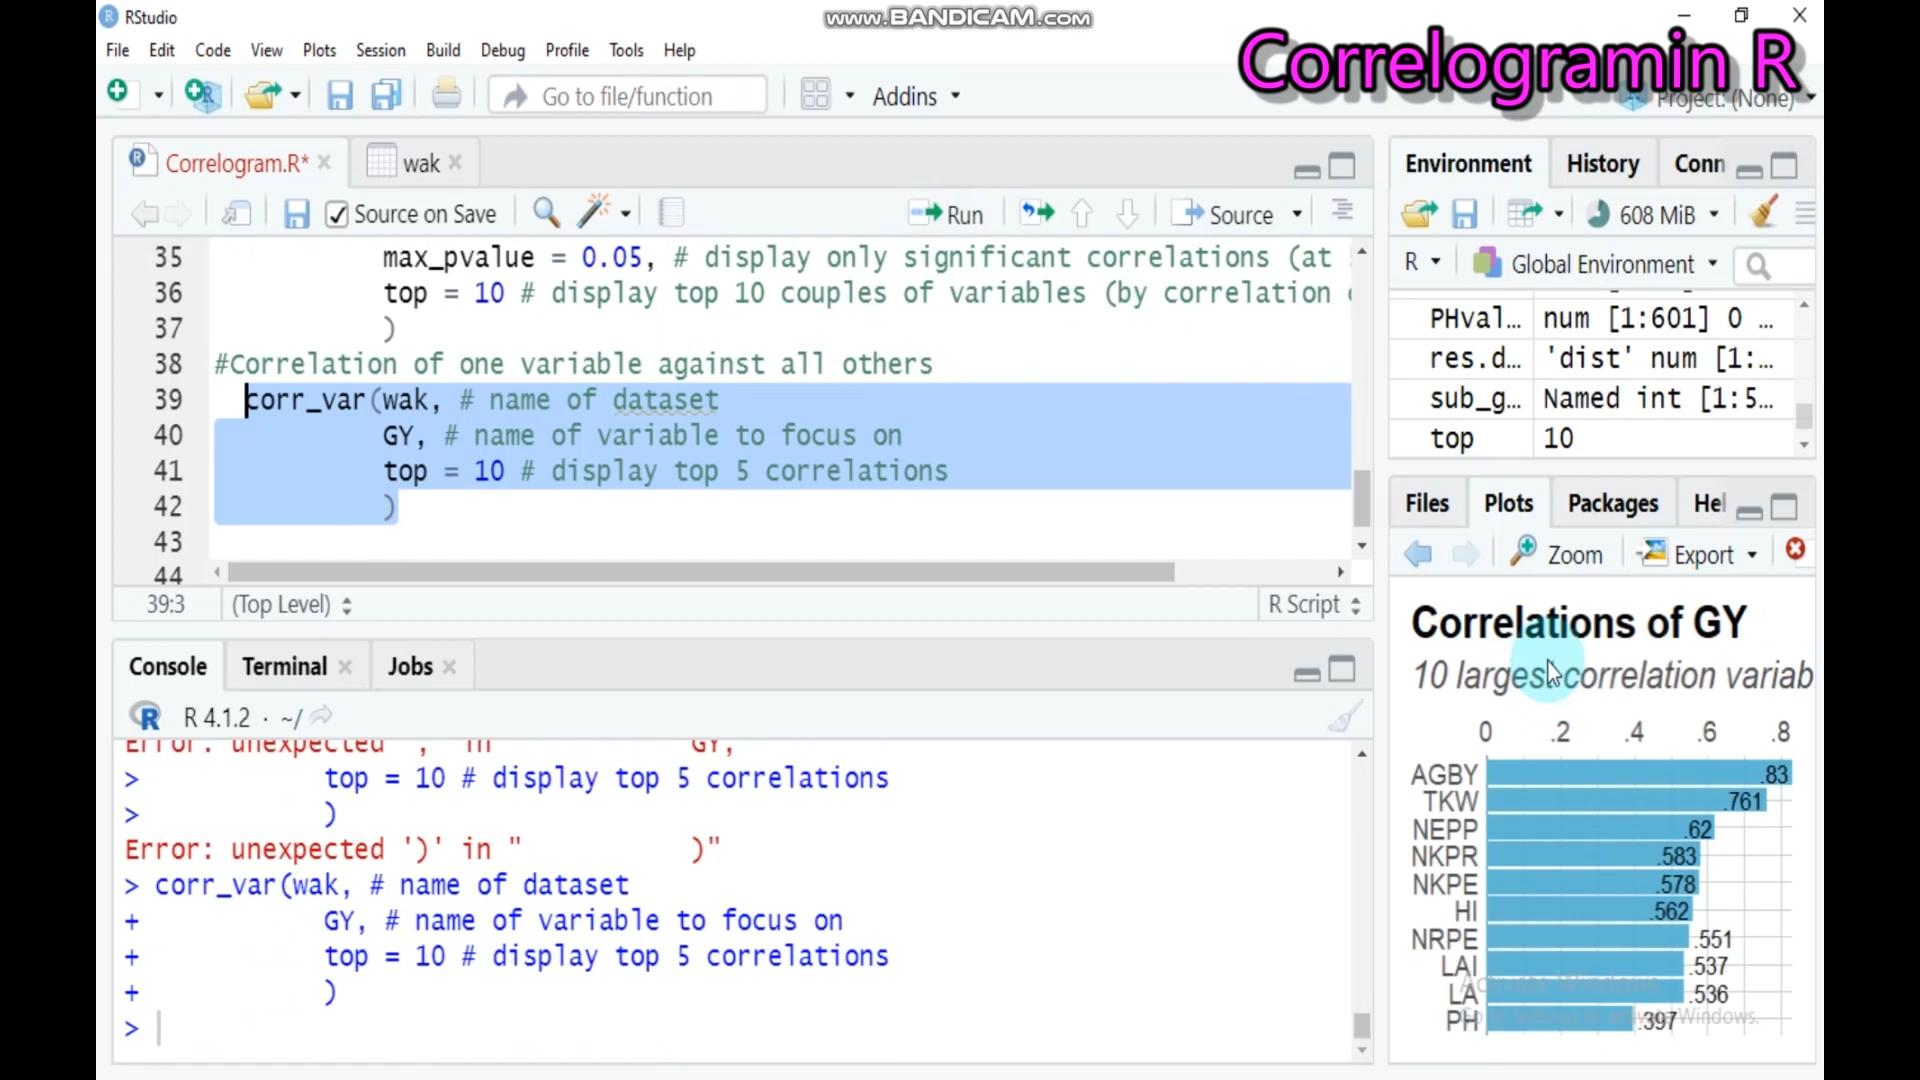 RStudio
www.BANDICAM.com
Correlogramin R
File Edit Code View Plots Session Build Debug Profile Tools Help
Go to file/function
Addins
Project: (None)
Correlogram.R*
wak
Source on Save
Run
Source
35 max_pvalue = 0.05, # display only significant correlations (at
36 top = 10 # display top 10 couples of variables (by correlation
37 )
38 #Correlation of one variable against all others
39 corr_var(wak, # name of dataset
40 GY, # name of variable to focus on
41 top = 10 # display top 5 correlations
42 )
43
44
39:3 (Top Level) R Script
Console Terminal Jobs
R 4.1.2 · ~/
Error: unexpected ',' in " GY,
> top = 10 # display top 5 correlations
> )
Error: unexpected ')' in " )"
> corr_var(wak, # name of dataset
+ GY, # name of variable to focus on
+ top = 10 # display top 5 correlations
+ )
>
Environment History Conn
608 MiB
R Global Environment
PHval... num [1:601] 0 ...
res.d... 'dist' num [1:...
sub_g... Named int [1:5...
top 10
Files Plots Packages Hel
Zoom Export
Correlations of GY
10 largest correlation variab
0 .2 .4 .6 .8
AGBY .83
TKW .761
NEPP .62
NKPR .583
NKPE .578
HI .562
NRPE .551
LAI .537
LA .536
PH .397
Activate Windows